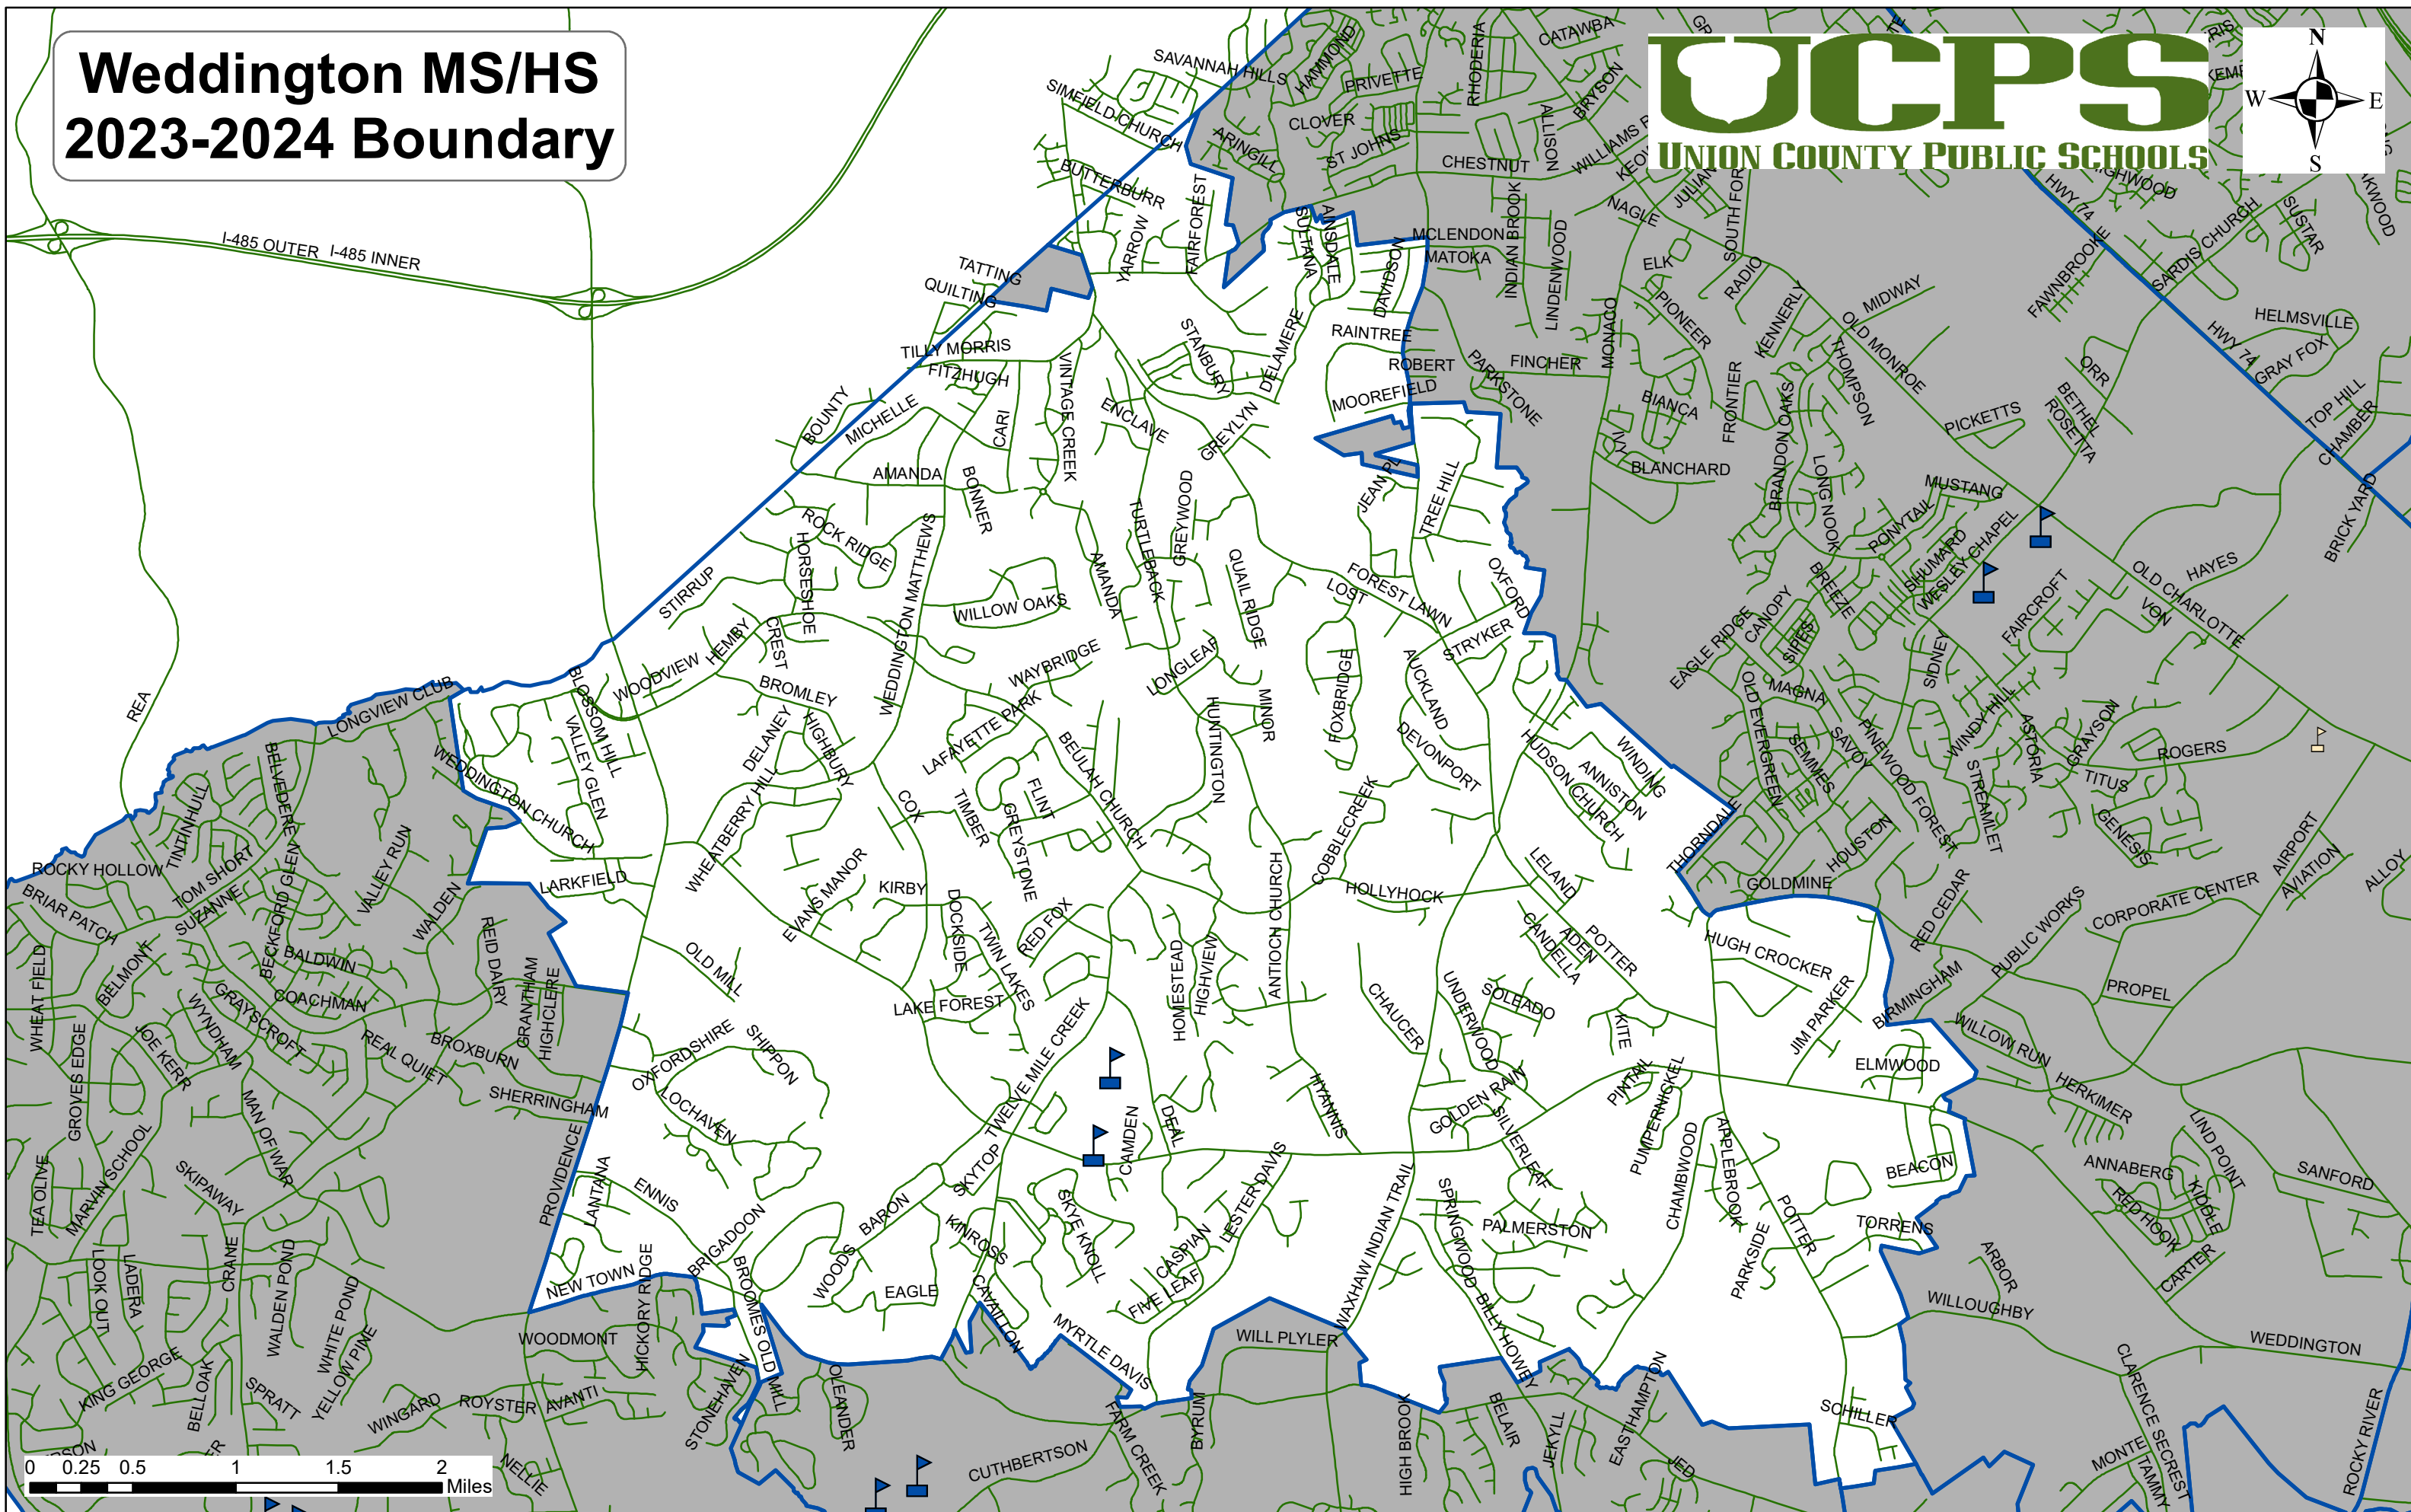 Weddington MS/HS
2023-2024 Boundary
UCPS
UNION COUNTY PUBLIC SCHOOLS
N
W
E
S
SAVANNAH HILLS
SIMFIELD CHURCH
BUTTERBURR
ARINGILL
HAMMOND
PRIVETTE
CLOVER
ST JOHNS
RHODERIA
CATAWBA
BRYSON
ALLISON
CHESTNUT
NAGLE
HWY 74
SARDIS CHURCH
SUSTAR
FAWNBROOKE
I-485 OUTER
I-485 INNER
TATTING
QUILTING
YARROW
FAIRFOREST
SULTANA
AINSDALE
DAVIDSON
MCLENDON
MATOKA
INDIAN BROOK
LINDENWOOD
ELK
RADIO
PIONEER
KENNERLY
MIDWAY
OLD MONROE
HELMSVILLE
HWY 74
GRAY FOX
TILLY MORRIS
FITZHUGH
VINTAGE CREEK
STANBURY
DELAMERE
RAINTREE
ROBERT
MOOREFIELD
PARKSTONE
FINCHER
MONACO
BIANCA
FRONTIER
THOMPSON
ORR
BETHEL
ROSETTA
PICKETTS
TOP HILL
CHAMBER
BRICK YARD
BOUNTY
MICHELLE
CARI
ENCLAVE
GREYLYN
IVY
BLANCHARD
BRANDON OAKS
LONG NOOK
MUSTANG
PONYTAIL
SHUMARD
WESLEY CHAPEL
AMANDA
BONNER
JEAN PL
TREE HILL
ROCK RIDGE
HORSESHOE
WEDDINGTON MATTHEWS
TURTLEBACK
GREYWOOD
AMANDA
QUAIL RIDGE
FOREST LAWN
LOST
OXFORD
STRYKER
BREEZE
CANOPY
EAGLE RIDGE
SIPES
SIDNEY
FAIRCROFT
OLD CHARLOTTE
HAYES
VON
STIRRUP
WILLOW OAKS
HEMBY
CREST
WOODVIEW
BROMLEY
WAYBRIDGE
LONGLEAF
LAFAYETTE PARK
HUNTINGTON
MINOR
FOXBRIDGE
AUCKLAND
DEVONPORT
MAGNA
OLD EVERGREEN
SEMMES
SAVOY
PINEWOOD FOREST
WINDY HILL
ASTORIA
GRAYSON
TITUS
ROGERS
STREAMLET
GENESIS
REA
LONGVIEW CLUB
BLOSSOM HILL
VALLEY GLEN
WEDDINGTON CHURCH
DELANEY
HIGHBURY
WHEATBERRY HILL
BEULAH CHURCH
COX
TIMBER
FLINT
GREYSTONE
COBBLECREEK
HUDSON CHURCH
ANNISTON
WINDING
THORNDALE
HOUSTON
GOLDMINE
AIRPORT
AVIATION
ALLOY
CORPORATE CENTER
PUBLIC WORKS
RED CEDAR
BELVEDERE
TINTINHULL
ROCKY HOLLOW
BRIAR PATCH
TOM SHORT
SUZANNE
BECKFORD GLEN
VALLEY RUN
WALDEN
LARKFIELD
EVANS MANOR
KIRBY
DOCKSIDE
TWIN LAKES
RED FOX
ANTIOCH CHURCH
HOLLYHOCK
LELAND
CANDELLA
ADEN
POTTER
HUGH CROCKER
JIM PARKER
BIRMINGHAM
PROPEL
WHEAT FIELD
BELMONT
BALDWIN
COACHMAN
REID DAIRY
GRANTHAM
HIGHCLERE
OLD MILL
LAKE FOREST
HOMESTEAD
HIGHVIEW
CHAUCER
UNDERWOOD
SOLEADO
KITE
ELMWOOD
WILLOW RUN
HERKIMER
GROVES EDGE
JOE KERR
WYNDHAM
GRAYSCROFT
REAL QUIET
BROXBURN
SHERRINGHAM
OXFORDSHIRE
SHIPPON
LOCHAVEN
TWELVE MILE CREEK
DEAL
CAMDEN
HYANNIS
GOLDEN RAIN
SILVERLEAF
PINTAIL
PUMPERNICKEL
LIND POINT
ANNABERG
SANFORD
RED HOOK
KIDDLE
CARTER
TEA OLIVE
MARVIN SCHOOL
SKIPAWAY
MAN OF WAR
PROVIDENCE
LANTANA
ENNIS
SKYTOP
BARON
BRIGADOON
SKYE KNOLL
KINROSS
CASPIAN
LESTER DAVIS
FIVE LEAF
SPRINGWOOD
PALMERSTON
CHAMBWOOD
APPLEBROOK
POTTER
PARKSIDE
BEACON
TORRENS
ARBOR
LOOK OUT
LADERA
CRANE
WALDEN POND
WHITE POND
YELLOW PINE
NEW TOWN
HICKORY RIDGE
WOODMONT
BROOMES OLD MILL
WOODS
EAGLE
CAVAILLON
MYRTLE DAVIS
WILL PLYLER
WAXHAW INDIAN TRAIL
BILLY HOWEY
WILLOUGHBY
WEDDINGTON
KING GEORGE
BELLOAK
SPRATT
WINGARD
ROYSTER
AVANTI
STONEHAVEN
OLEANDER
FARM CREEK
BYRUM
HIGH BROOK
BELAIR
JEKYLL
EASTHAMPTON
JED
SCHILLER
CLARENCE SECREST
MONTE
TAMMY
ROCKY RIVER
NELLIE
CUTHBERTSON
0 0.25 0.5 1 1.5 2
Miles